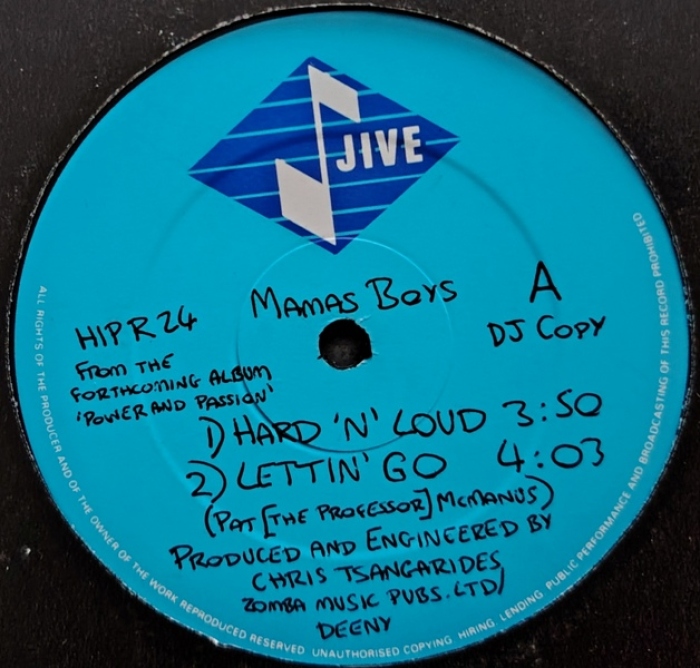 JIVE
MAMAS BOYS
A
DJ COPY
HIP R 24
FROM THE
FORTHCOMING ALBUM
'POWER AND PASSION'
1) HARD 'N' LOUD 3:50
2) LETTIN' GO 4:03
(PAT [THE PROFESSOR] MCMANUS)
PRODUCED AND ENGINEERED BY
CHRIS TSANGARIDES
ZOMBA MUSIC PUBS. LTD/
DEENY
ALL RIGHTS OF THE PRODUCER AND OF THE OWNER OF THE WORK REPRODUCED RESERVED UNAUTHORISED COPYING. HIRING. LENDING. PUBLIC PERFORMANCE AND BROADCASTING OF THIS RECORD PROHIBITED